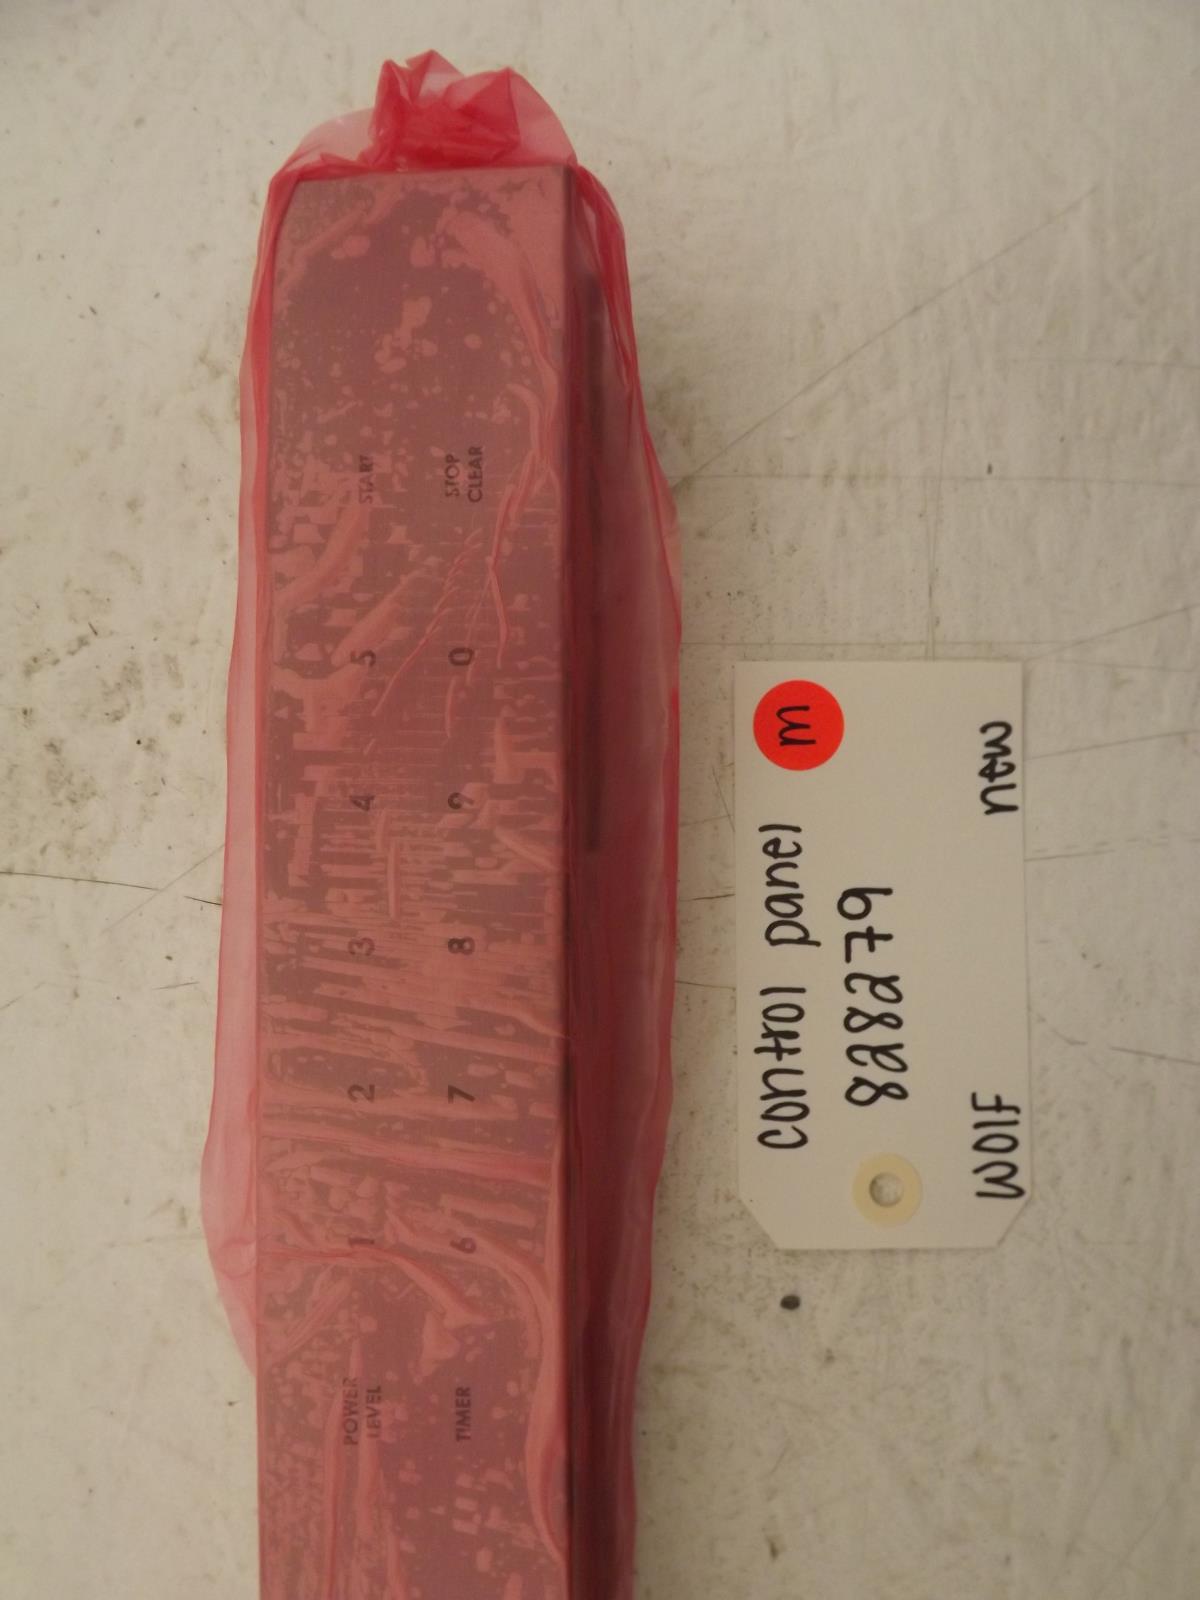 POWER
LEVEL
1 2 3 4 5
START
TIMER
6 7 8 9 0
STOP
CLEAR
control panel m
828279
Wolf new